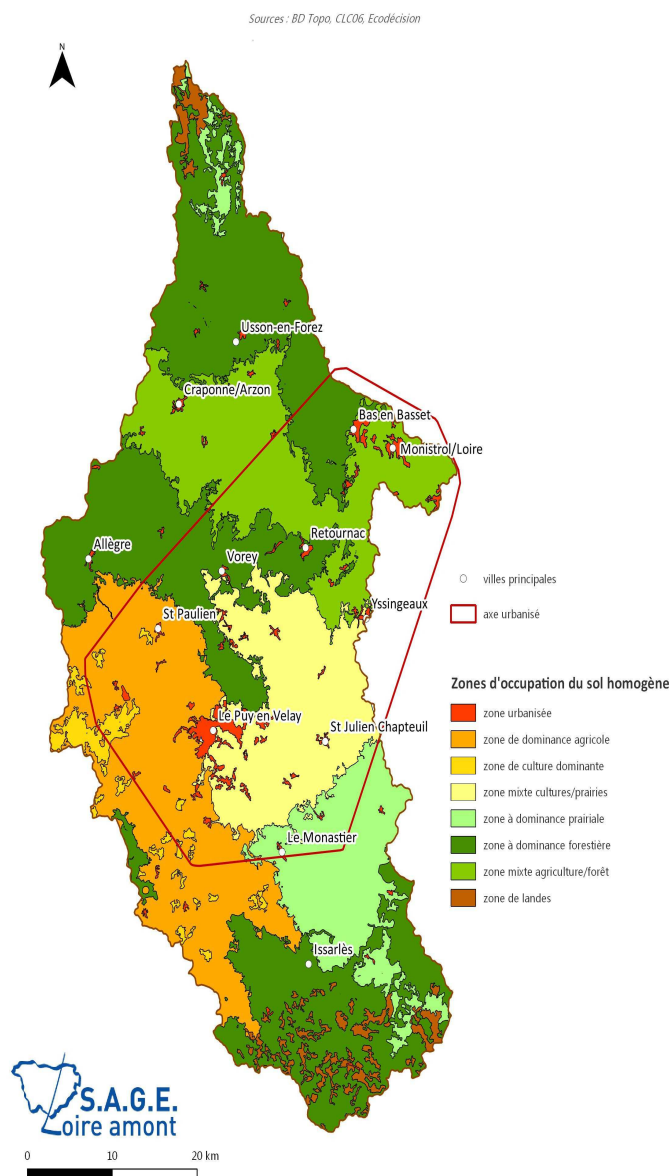 Sources : BD Topo, CLC06, Ecodécision
N
Usson-en-Forez
Craponne/Arzon
Bas en Basset
Monistrol/Loire
Retournac
Allègre
Vorey
villes principales
Yssingeaux
St Paulien
axe urbanisé
Zones d'occupation du sol homogène
Le Puy en Velay
zone urbanisée
St Julien Chapteuil
zone de dominance agricole
zone de culture dominante
zone mixte cultures/prairies
zone à dominance prairiale
Le Monastier
zone à dominance forestière
zone mixte agriculture/forêt
zone de landes
Issarlès
S.A.G.E.
Loire amont
0 10 20 km